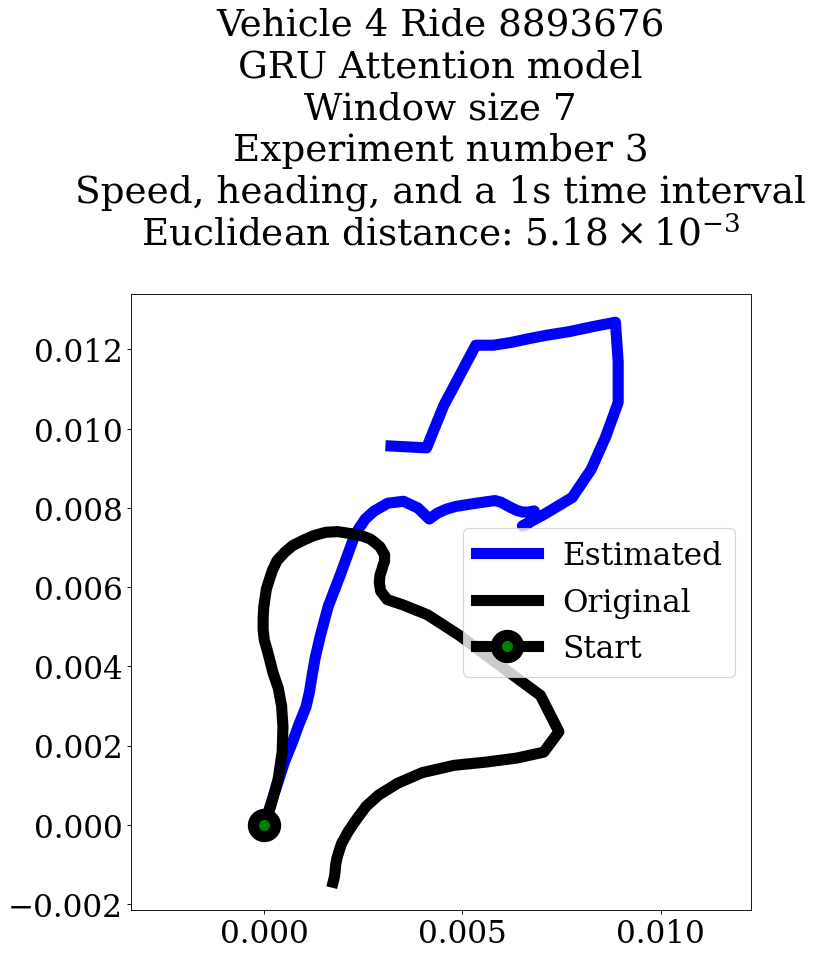 Vehicle 4 Ride 8893676
GRU Attention model
Window size 7
Experiment number 3
Speed, heading, and a 1s time interval
Euclidean distance: 5.18 × 10⁻³
0.012
0.010
0.008
0.006
0.004
0.002
0.000
−0.002
Estimated
Original
Start
0.000 0.005 0.010